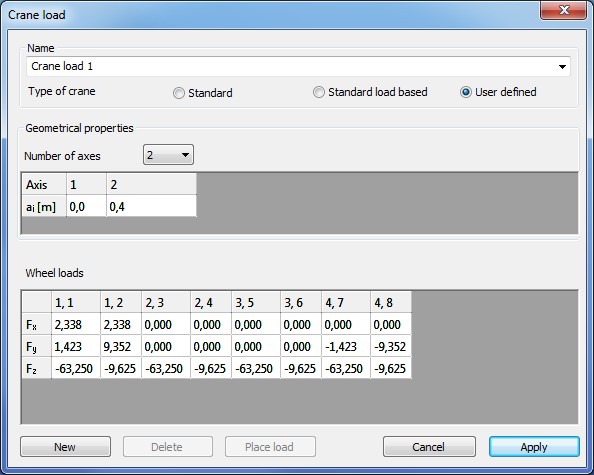 Crane load
Name
Crane load 1
Type of crane Standard Standard load based User defined
Geometrical properties
Number of axes 2
Axis 1 2
aᵢ [m] 0,0 0,4
Wheel loads
1, 1 1, 2 2, 3 2, 4 3, 5 3, 6 4, 7 4, 8
Fₓ 2,338 2,338 0,000 0,000 0,000 0,000 0,000 0,000
Fᵧ 1,423 9,352 0,000 0,000 0,000 0,000 -1,423 -9,352
F𝓏 -63,250 -9,625 -63,250 -9,625 -63,250 -9,625 -63,250 -9,625
New Delete Place load Cancel Apply